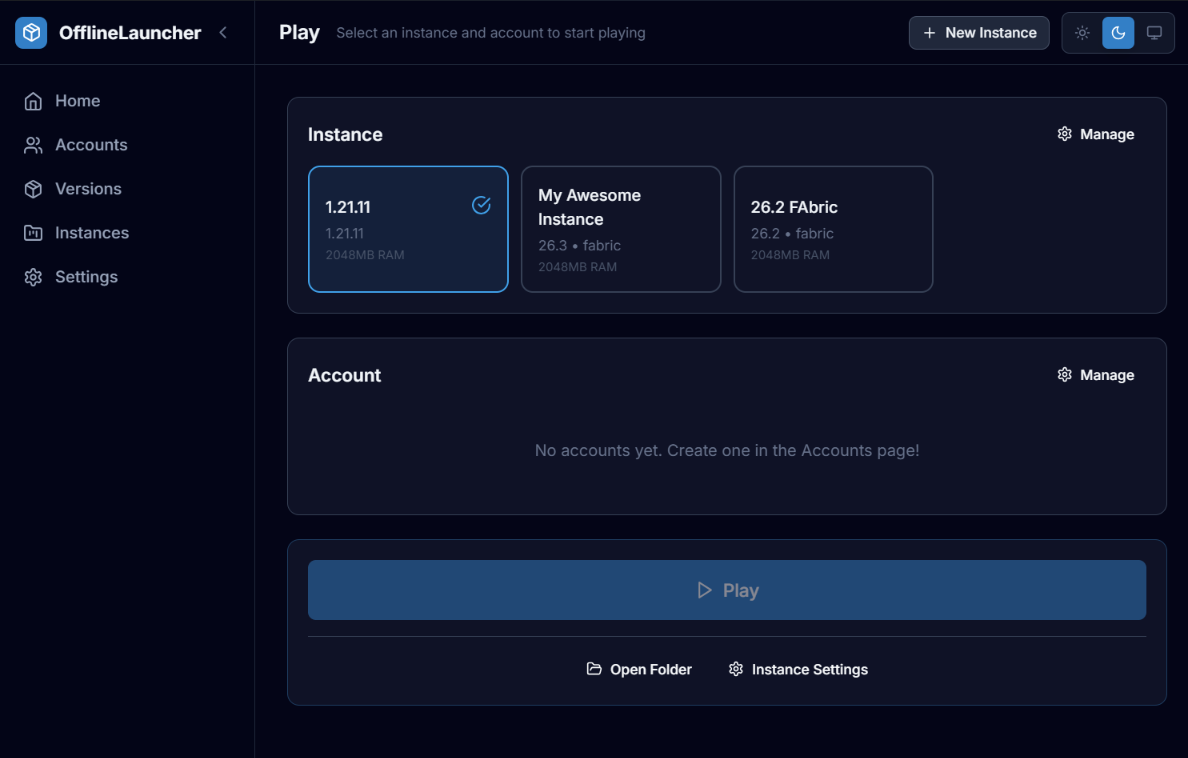 OfflineLauncher
Home
Accounts
Versions
Instances
Settings
Play Select an instance and account to start playing
New Instance
Instance
Manage
1.21.11
1.21.11
2048MB RAM
My Awesome
Instance
26.3 • fabric
2048MB RAM
26.2 FAbric
26.2 • fabric
2048MB RAM
Account
Manage
No accounts yet. Create one in the Accounts page!
Play
Open Folder
Instance Settings